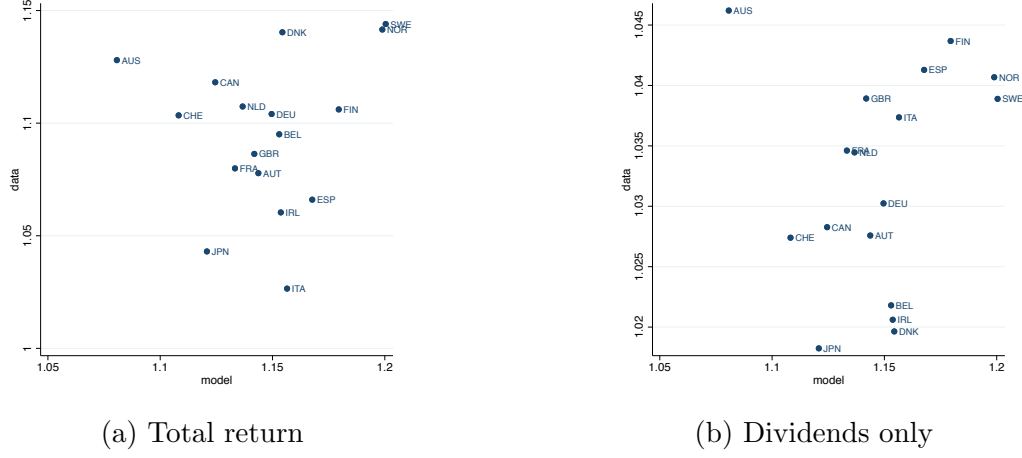 1.15
1.1
1.05
1
data
SWE
NOR
DNK
AUS
CAN
NLD
DEU
FIN
CHE
BEL
GBR
FRA
AUT
ESP
IRL
JPN
ITA
1.05 1.1 1.15 1.2
model
(a) Total return
1.045
1.04
1.035
1.03
1.025
1.02
data
AUS
FIN
ESP
NOR
GBR
SWE
ITA
FRA
NLD
DEU
CAN
CHE
AUT
BEL
IRL
DNK
JPN
1.05 1.1 1.15 1.2
model
(b) Dividends only